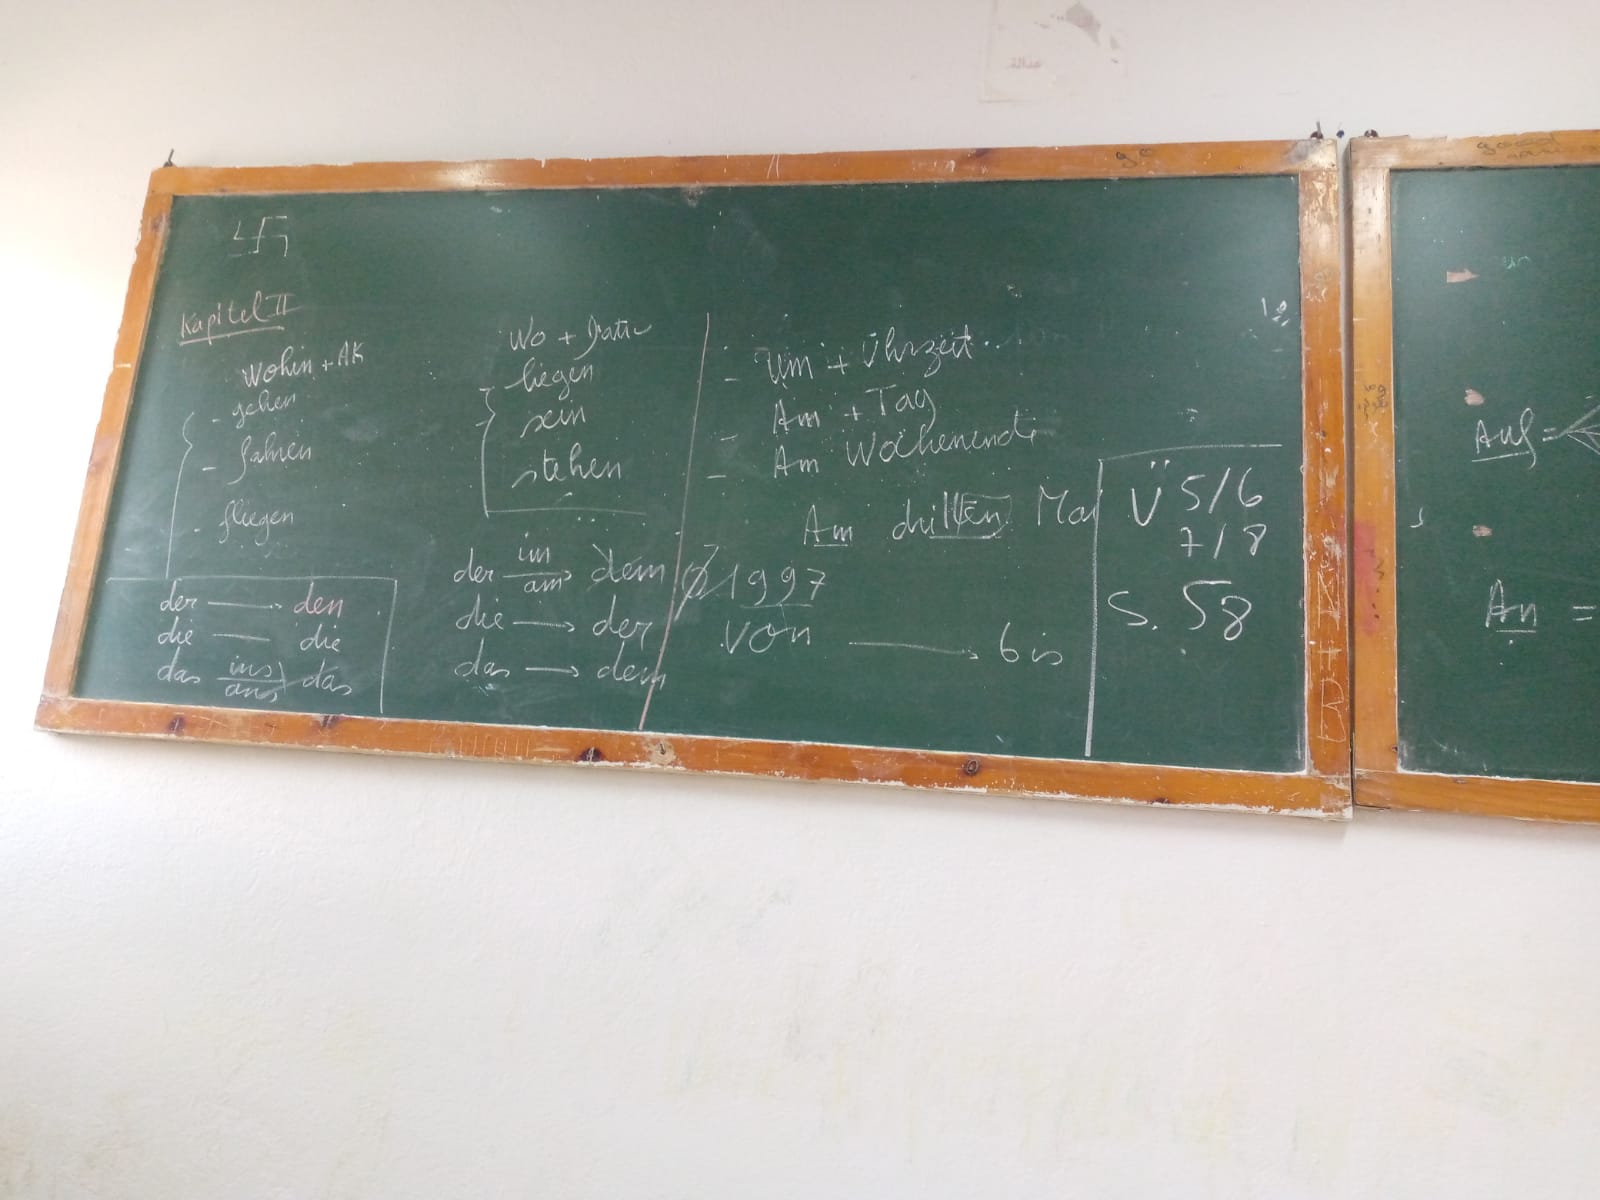 Kapitel II
Wohin + AK
- gehen
- fahren
- fliegen
der → den
die — die
das ins/ans das
Wo + Dativ
- liegen
- sein
stehen
der im/am → dem
die → der
das → dem
- Um + Uhrzeit
- Am + Tag
- Am Wochenende
Am dritten Mai
1997
von → bis
Ü 5/6
7/8
S. 58
Auf =
An =